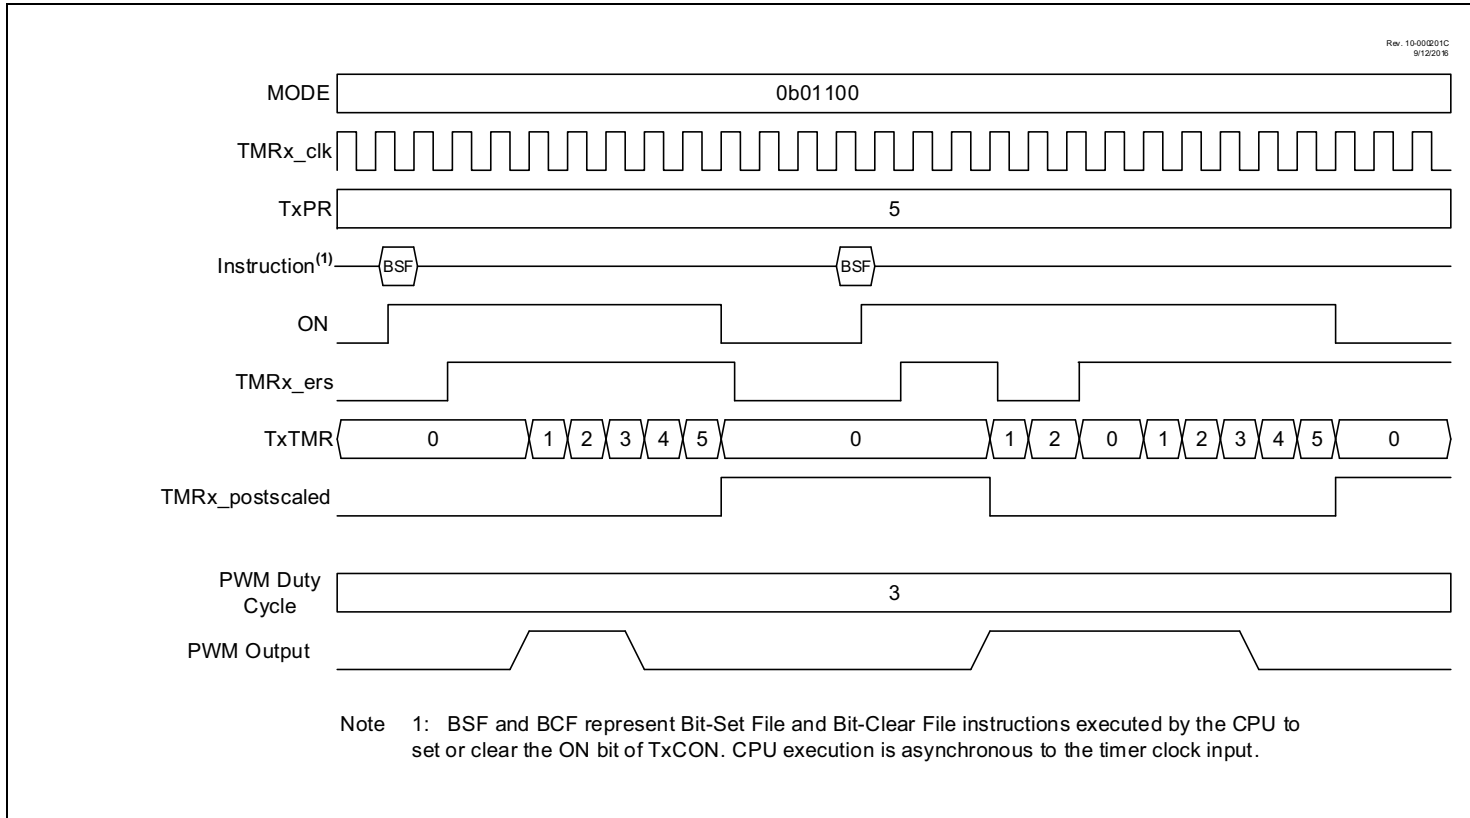 Rev. 10-000201C
9/12/2016
MODE 0b01100
TMRx_clk
TxPR 5
Instruction(1) BSF BSF
ON
TMRx_ers
TxTMR 0 1 2 3 4 5 0 1 2 0 1 2 3 4 5 0
TMRx_postscaled
PWM Duty
Cycle 3
PWM Output
Note 1: BSF and BCF represent Bit-Set File and Bit-Clear File instructions executed by the CPU to
set or clear the ON bit of TxCON. CPU execution is asynchronous to the timer clock input.